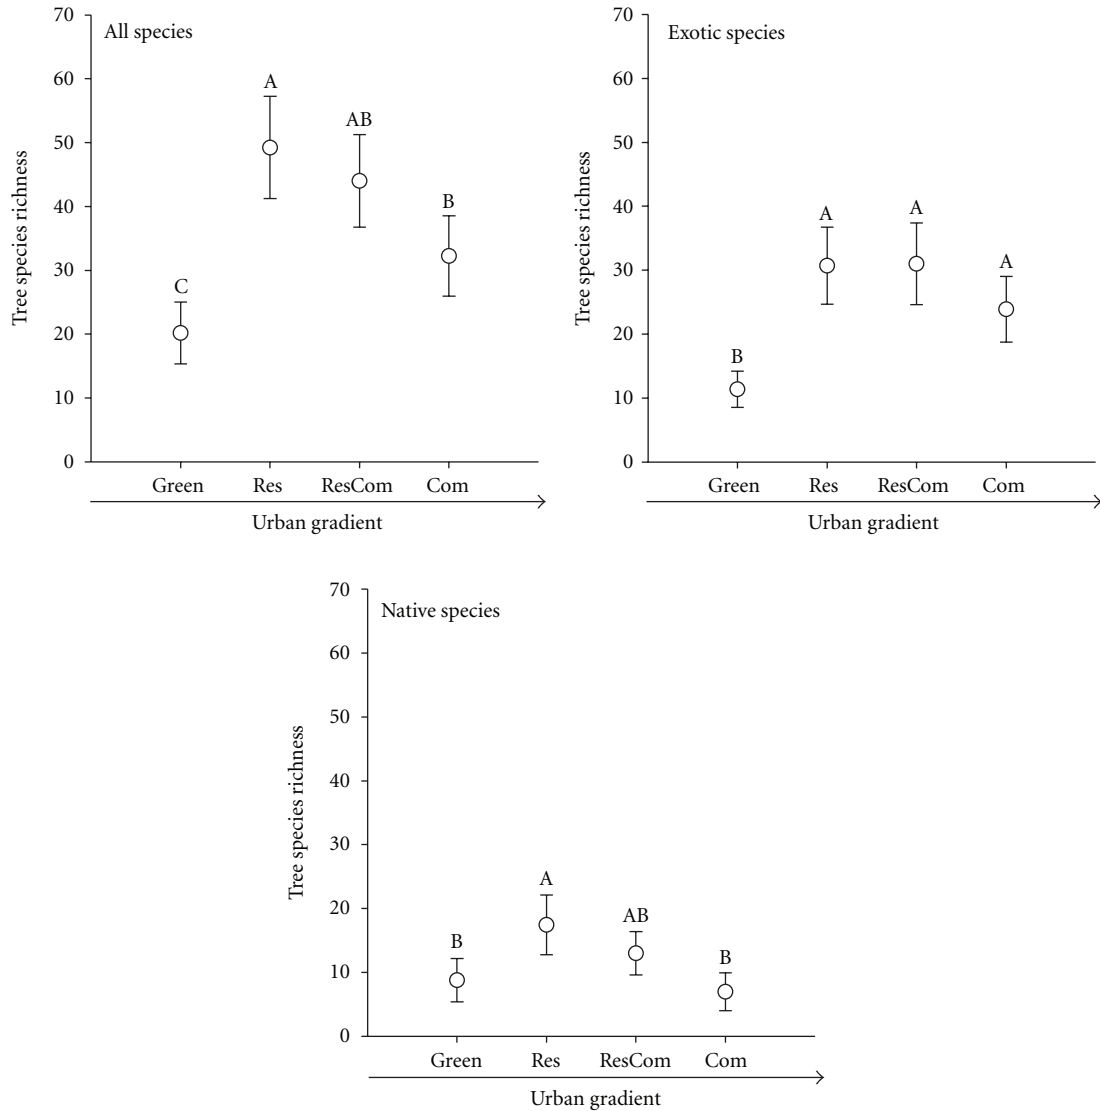 All species
Tree species richness
70
60
50
40
30
20
10
0
C
A
AB
B
Green Res ResCom Com
Urban gradient
Exotic species
Tree species richness
70
60
50
40
30
20
10
0
B
A
A
A
Green Res ResCom Com
Urban gradient
Native species
Tree species richness
70
60
50
40
30
20
10
0
B
A
AB
B
Green Res ResCom Com
Urban gradient